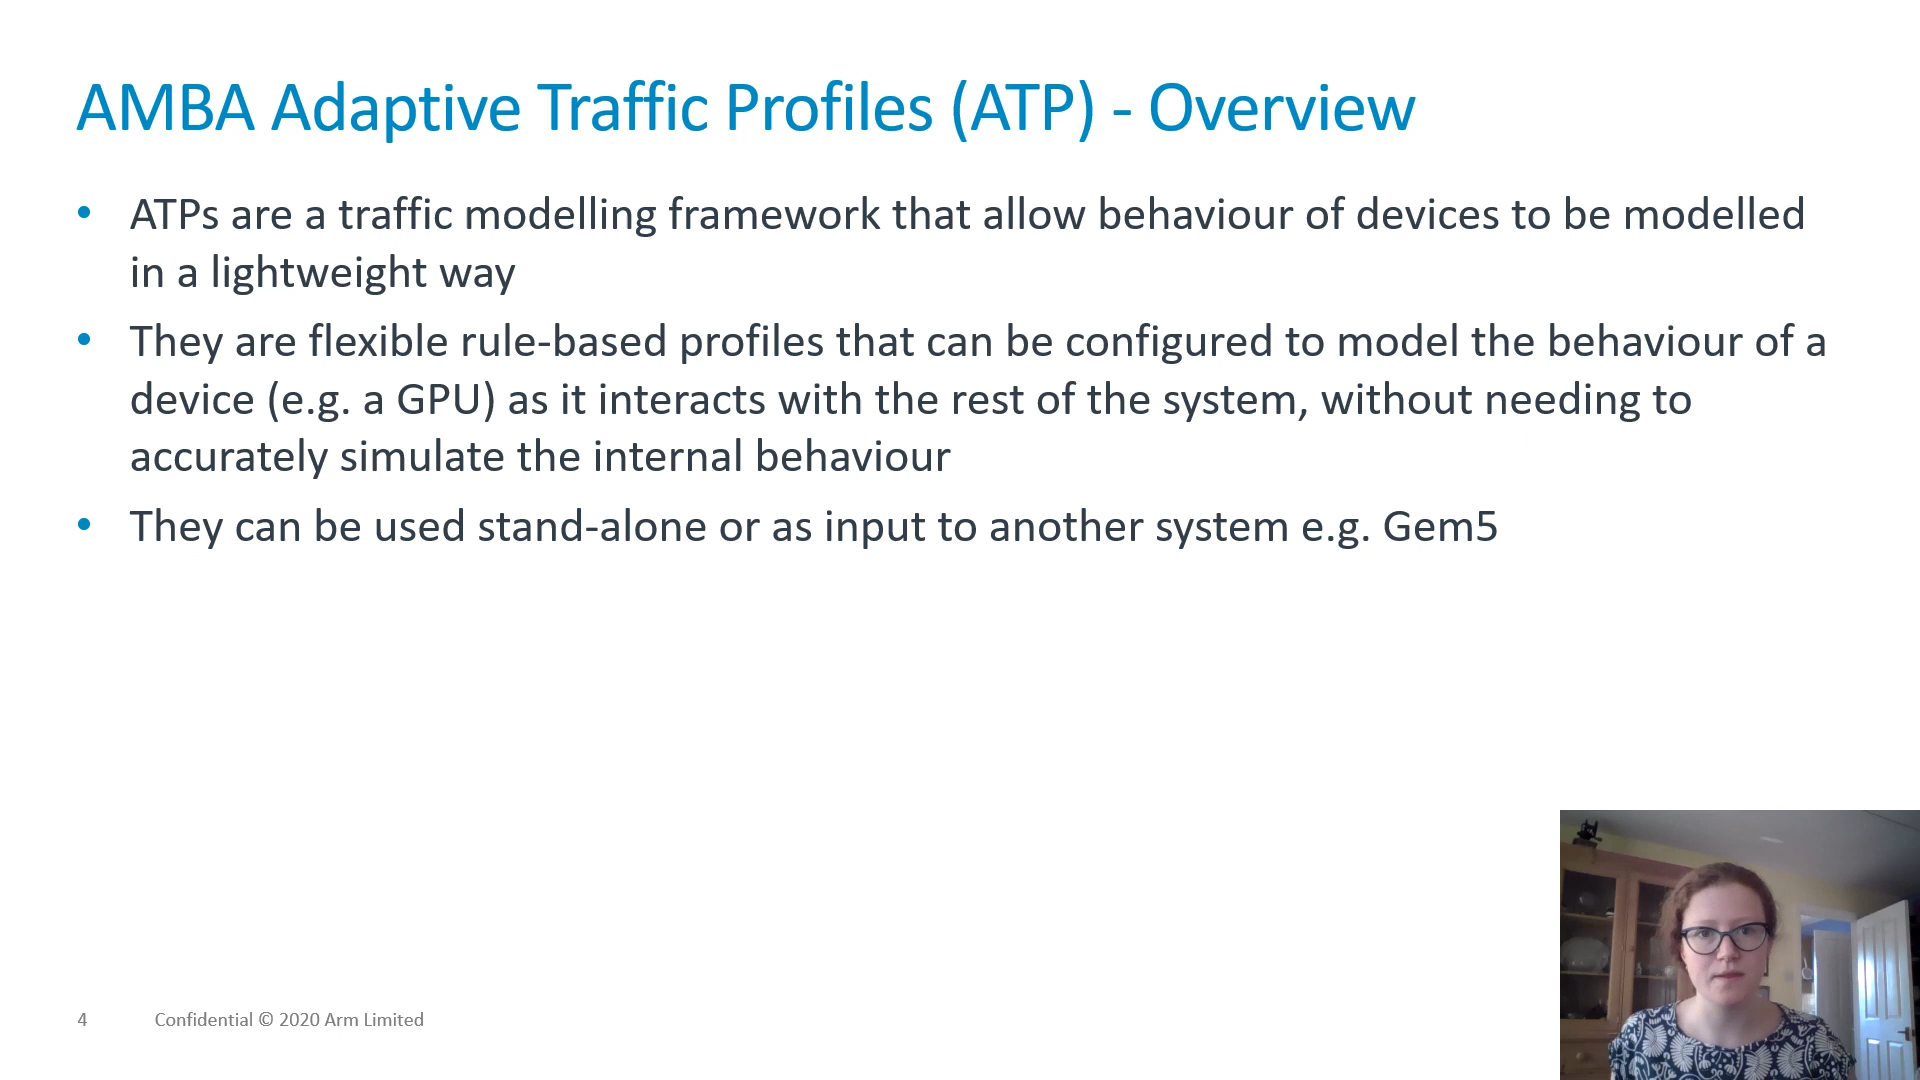 AMBA Adaptive Traffic Profiles (ATP) - Overview
• ATPs are a traffic modelling framework that allow behaviour of devices to be modelled
in a lightweight way
• They are flexible rule-based profiles that can be configured to model the behaviour of a
device (e.g. a GPU) as it interacts with the rest of the system, without needing to
accurately simulate the internal behaviour
• They can be used stand-alone or as input to another system e.g. Gem5
4 Confidential © 2020 Arm Limited